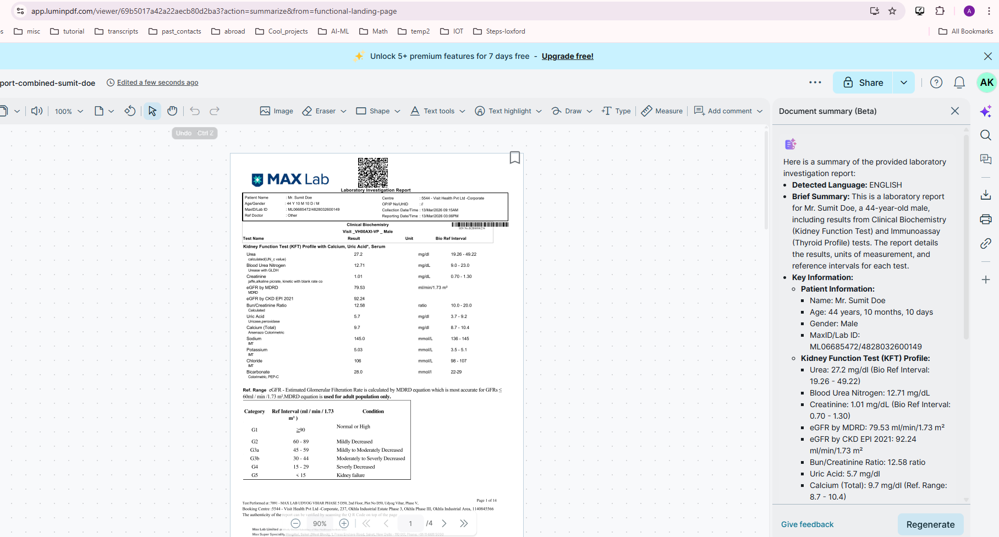 app.luminpdf.com/viewer/69b5017a42a22aecb80d2ba3?action=summarize&from=functional-landing-page
misc tutorial transcripts past_contacts abroad Cool_projects AI-ML Math temp2 IOT Steps-loxford All Bookmarks
Unlock 5+ premium features for 7 days free - Upgrade free!
port-combined-sumit-doe Edited a few seconds ago Share AK
100% Image Eraser Shape Text tools Text highlight Draw Type Measure Add comment
Undo Ctrl Z
MAX Lab
Laboratory Investigation Report
Patient Name : Mr. Sumit Doe Centre : 5544 - Visit Health Pvt Ltd -Corporate
Age/Gender : 44 Y 10 M 10 D / M OP/IP No/UHID : //
MaxID/Lab ID : ML06685472/4828032600149 Collection Date/Time : 13/Mar/2026 09:15AM
Ref Doctor : Other Reporting Date/Time : 13/Mar/2026 03:06PM
Clinical Biochemistry
SIN No:B2B8896234
Visit _VH00AXI-VP _ Male
Test Name Result Unit Bio Ref Interval
Kidney Function Test (KFT) Profile with Calcium, Uric Acid*, Serum
Urea 27.2 mg/dl 19.26 - 49.22
calculated(UN_c value)
Blood Urea Nitrogen 12.71 mg/dL 9.0 - 23.0
Urease with GLDH
Creatinine 1.01 mg/dL 0.70 - 1.30
jaffe,alkaline picrate, kinetic with blank rate co
eGFR by MDRD 79.53 ml/min/1.73 m²
MDRD
eGFR by CKD EPI 2021 92.24
Bun/Creatinine Ratio 12.58 ratio 10.0 - 20.0
Calculated
Uric Acid 5.7 mg/dl 3.7 - 9.2
Uricase,peroxidase
Calcium (Total) 9.7 mg/dl 8.7 - 10.4
Arsenazo Colorimetric
Sodium 145.0 mmol/L 136 - 145
IMT
Potassium 5.03 mmol/L 3.5 - 5.1
IMT
Chloride 106 mmol/L 98 - 107
IMT
Bicarbonate 28.0 mmol/l 22-29
Colorimetric, PEP-C
Ref. Range eGFR - Estimated Glomerular Filteration Rate is calculated by MDRD equation which is most accurate for GFRs ≤
60ml / min /1.73 m².MDRD equation is used for adult population only.
Category Ref Interval (ml / min / 1.73 m² ) Condition
G1 ≥90 Normal or High
G2 60 - 89 Mildly Decreased
G3a 45 - 59 Mildly to Moderately Decreased
G3b 30 - 44 Moderately to Severly Decreased
G4 15 - 29 Severly Decreased
G5 < 15 Kidney failure
Page 1 of 14
Test Performed at :7091 - MAX LAB UDYOG VIHAR PHASE 5 D50, 2nd Floor, Plot No D50, Udyog Vihar, Phase V,
Booking Centre :5544 - Visit Health Pvt Ltd -Corporate, 237, Okhla Industrial Estate Phase 3, Okhla Phase III, Okhla Industrial Area, 1140845566
The authenticity of the report can be verified by scanning the Q R Code on top of the page
90% 1 /4
Max Lab Limited
Max Super Speciality
Document summary (Beta)
Here is a summary of the provided laboratory
investigation report:
Detected Language: ENGLISH
Brief Summary: This is a laboratory report
for Mr. Sumit Doe, a 44-year-old male,
including results from Clinical Biochemistry
(Kidney Function Test) and Immunoassay
(Thyroid Profile) tests. The report details
the results, units of measurement, and
reference intervals for each test.
Key Information:
Patient Information:
Name: Mr. Sumit Doe
Age: 44 years, 10 months, 10 days
Gender: Male
MaxID/Lab ID:
ML06685472/4828032600149
Kidney Function Test (KFT) Profile:
Urea: 27.2 mg/dl (Bio Ref Interval:
19.26 - 49.22)
Blood Urea Nitrogen: 12.71 mg/dL
Creatinine: 1.01 mg/dL (Bio Ref Interval:
0.70 - 1.30)
eGFR by MDRD: 79.53 ml/min/1.73 m²
eGFR by CKD EPI 2021: 92.24
ml/min/1.73 m²
Bun/Creatinine Ratio: 12.58 ratio
Uric Acid: 5.7 mg/dl
Calcium (Total): 9.7 mg/dl (Ref. Range:
8.7 - 10.4)
Give feedback Regenerate